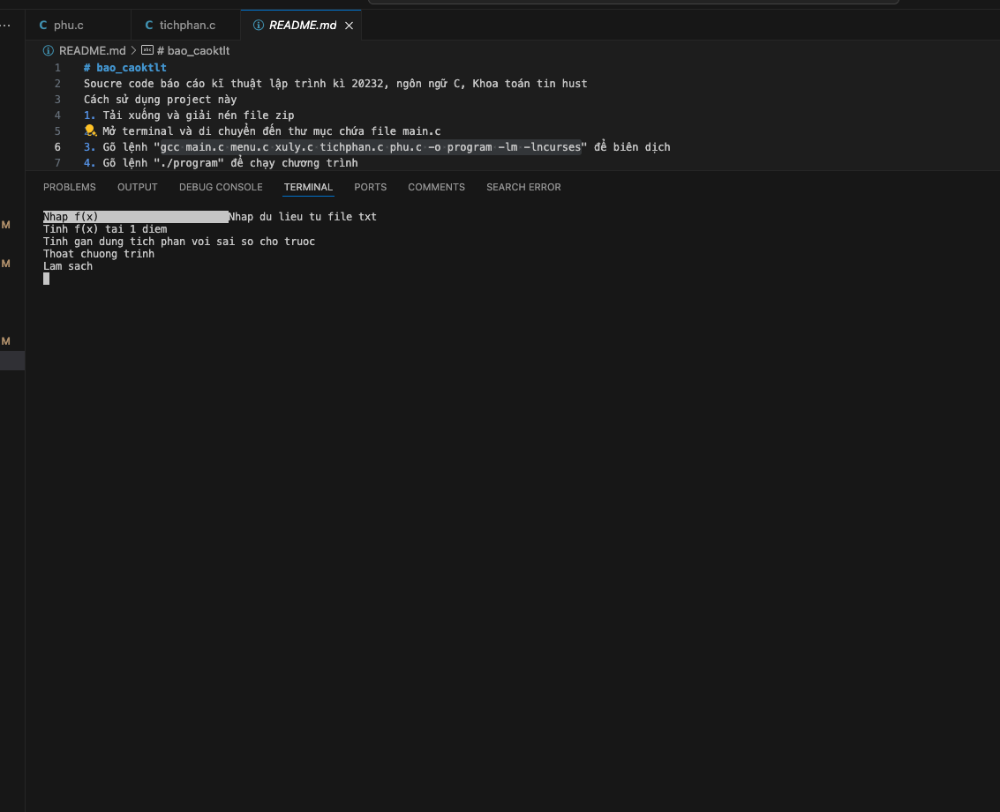 ··· C phu.c C tichphan.c README.md
README.md > # bao_caoktlt
1 # bao_caoktlt
2 Soucre code báo cáo kĩ thuật lập trình kì 20232, ngôn ngữ C, Khoa toán tin hust
3 Cách sử dụng project này
4 1. Tải xuống và giải nén file zip
5 Mở terminal và di chuyển đến thư mục chứa file main.c
6 3. Gõ lệnh "gcc main.c menu.c xuly.c tichphan.c phu.c -o program -lm -lncurses" để biên dịch
7 4. Gõ lệnh "./program" để chạy chương trình
PROBLEMS OUTPUT DEBUG CONSOLE TERMINAL PORTS COMMENTS SEARCH ERROR
Nhap f(x) Nhap du lieu tu file txt
M
Tinh f(x) tai 1 diem
Tinh gan dung tich phan voi sai so cho truoc
Thoat chuong trinh
M
Lam sach
M